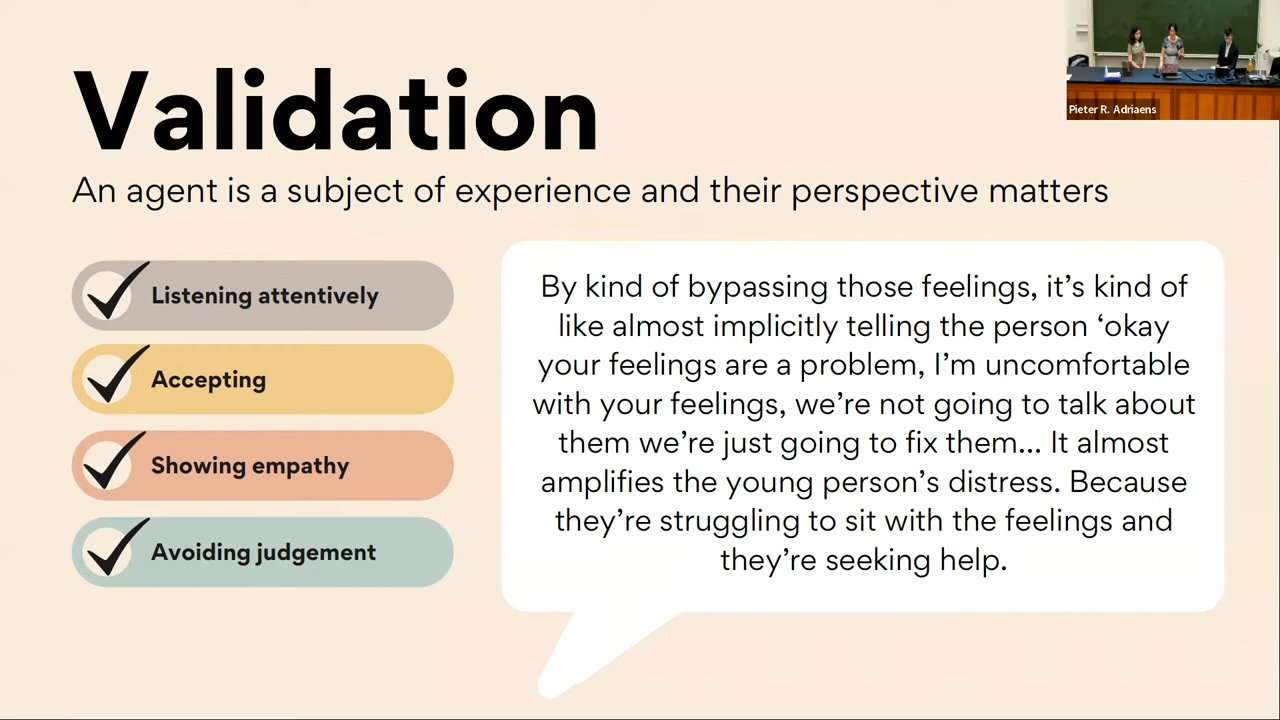 Validation
An agent is a subject of experience and their perspective matters
Listening attentively
Accepting
Showing empathy
Avoiding judgement
By kind of bypassing those feelings, it’s kind of
like almost implicitly telling the person ‘okay
your feelings are a problem, I’m uncomfortable
with your feelings, we’re not going to talk about
them we’re just going to fix them... It almost
amplifies the young person’s distress. Because
they’re struggling to sit with the feelings and
they’re seeking help.
Pieter R. Adriaens